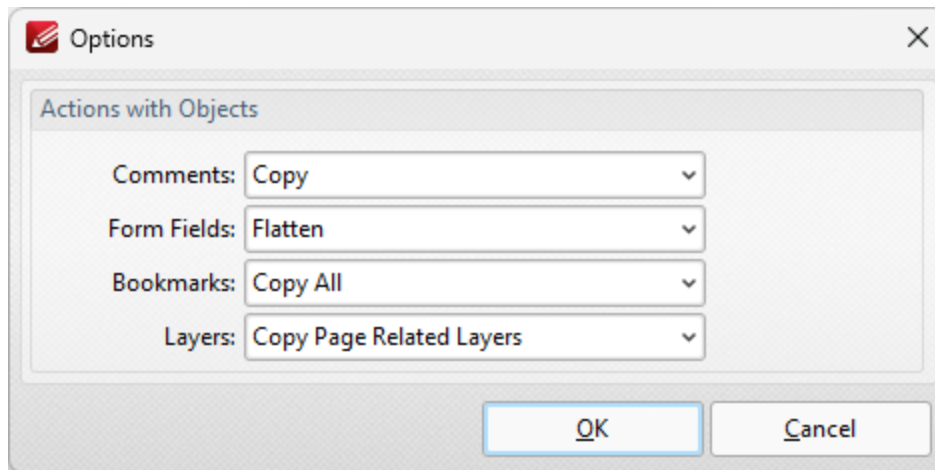 Options
Actions with Objects
Comments: Copy
Form Fields: Flatten
Bookmarks: Copy All
Layers: Copy Page Related Layers
OK Cancel